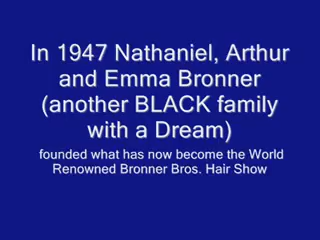 In 1947 Nathaniel, Arthur
and Emma Bronner
(another BLACK family
with a Dream)
founded what has now become the World
Renowned Bronner Bros. Hair Show